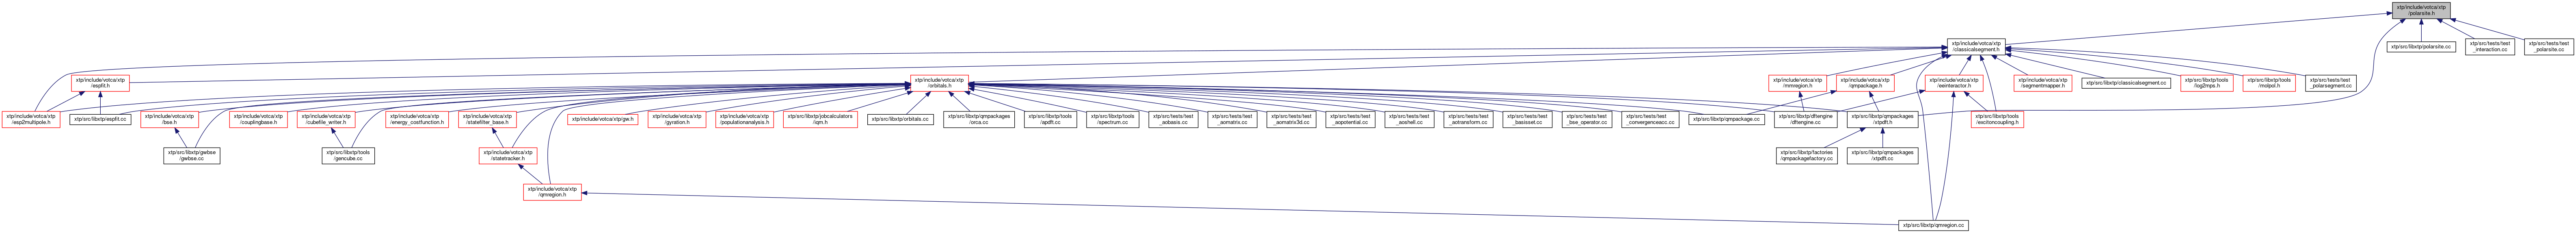 xtp/include/votca/xtp
/polarsite.h
xtp/include/votca/xtp
/classicalsegment.h
xtp/src/libxtp/polarsite.cc
xtp/src/tests/test
_interaction.cc
xtp/src/tests/test
_polarsite.cc
xtp/include/votca/xtp
/espfit.h
xtp/include/votca/xtp
/orbitals.h
xtp/include/votca/xtp
/mmregion.h
xtp/include/votca/xtp
/qmpackage.h
xtp/include/votca/xtp
/eeinteractor.h
xtp/include/votca/xtp
/segmentmapper.h
xtp/src/libxtp/classicalsegment.cc
xtp/src/libxtp/tools
/log2mps.h
xtp/src/libxtp/tools
/molpol.h
xtp/src/tests/test
_polarsegment.cc
xtp/include/votca/xtp
/esp2multipole.h
xtp/src/libxtp/espfit.cc
xtp/include/votca/xtp
/bse.h
xtp/include/votca/xtp
/couplingbase.h
xtp/include/votca/xtp
/cubefile_writer.h
xtp/include/votca/xtp
/energy_costfunction.h
xtp/include/votca/xtp
/statefilter_base.h
xtp/include/votca/xtp/gw.h
xtp/include/votca/xtp
/gyration.h
xtp/include/votca/xtp
/populationanalysis.h
xtp/src/libxtp/jobcalculators
/iqm.h
xtp/src/libxtp/orbitals.cc
xtp/src/libxtp/qmpackages
/orca.cc
xtp/src/libxtp/tools
/apdft.cc
xtp/src/libxtp/tools
/spectrum.cc
xtp/src/tests/test
_aobasis.cc
xtp/src/tests/test
_aomatrix.cc
xtp/src/tests/test
_aomatrix3d.cc
xtp/src/tests/test
_aopotential.cc
xtp/src/tests/test
_aoshell.cc
xtp/src/tests/test
_aotransform.cc
xtp/src/tests/test
_basisset.cc
xtp/src/tests/test
_bse_operator.cc
xtp/src/tests/test
_convergenceacc.cc
xtp/src/libxtp/qmpackage.cc
xtp/src/libxtp/dftengine
/dftengine.cc
xtp/src/libxtp/qmpackages
/xtpdft.h
xtp/src/libxtp/tools
/excitoncoupling.h
xtp/src/libxtp/gwbse
/gwbse.cc
xtp/src/libxtp/tools
/gencube.cc
xtp/include/votca/xtp
/statetracker.h
xtp/src/libxtp/factories
/qmpackagefactory.cc
xtp/src/libxtp/qmpackages
/xtpdft.cc
xtp/include/votca/xtp
/qmregion.h
xtp/src/libxtp/qmregion.cc